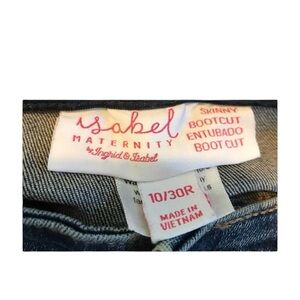 isabel
MATERNITY
by Ingrid & Isabel
SKINNY
BOOTCUT
ENTUBADO
BOOT CUT
10/30R
MADE IN
VIETNAM